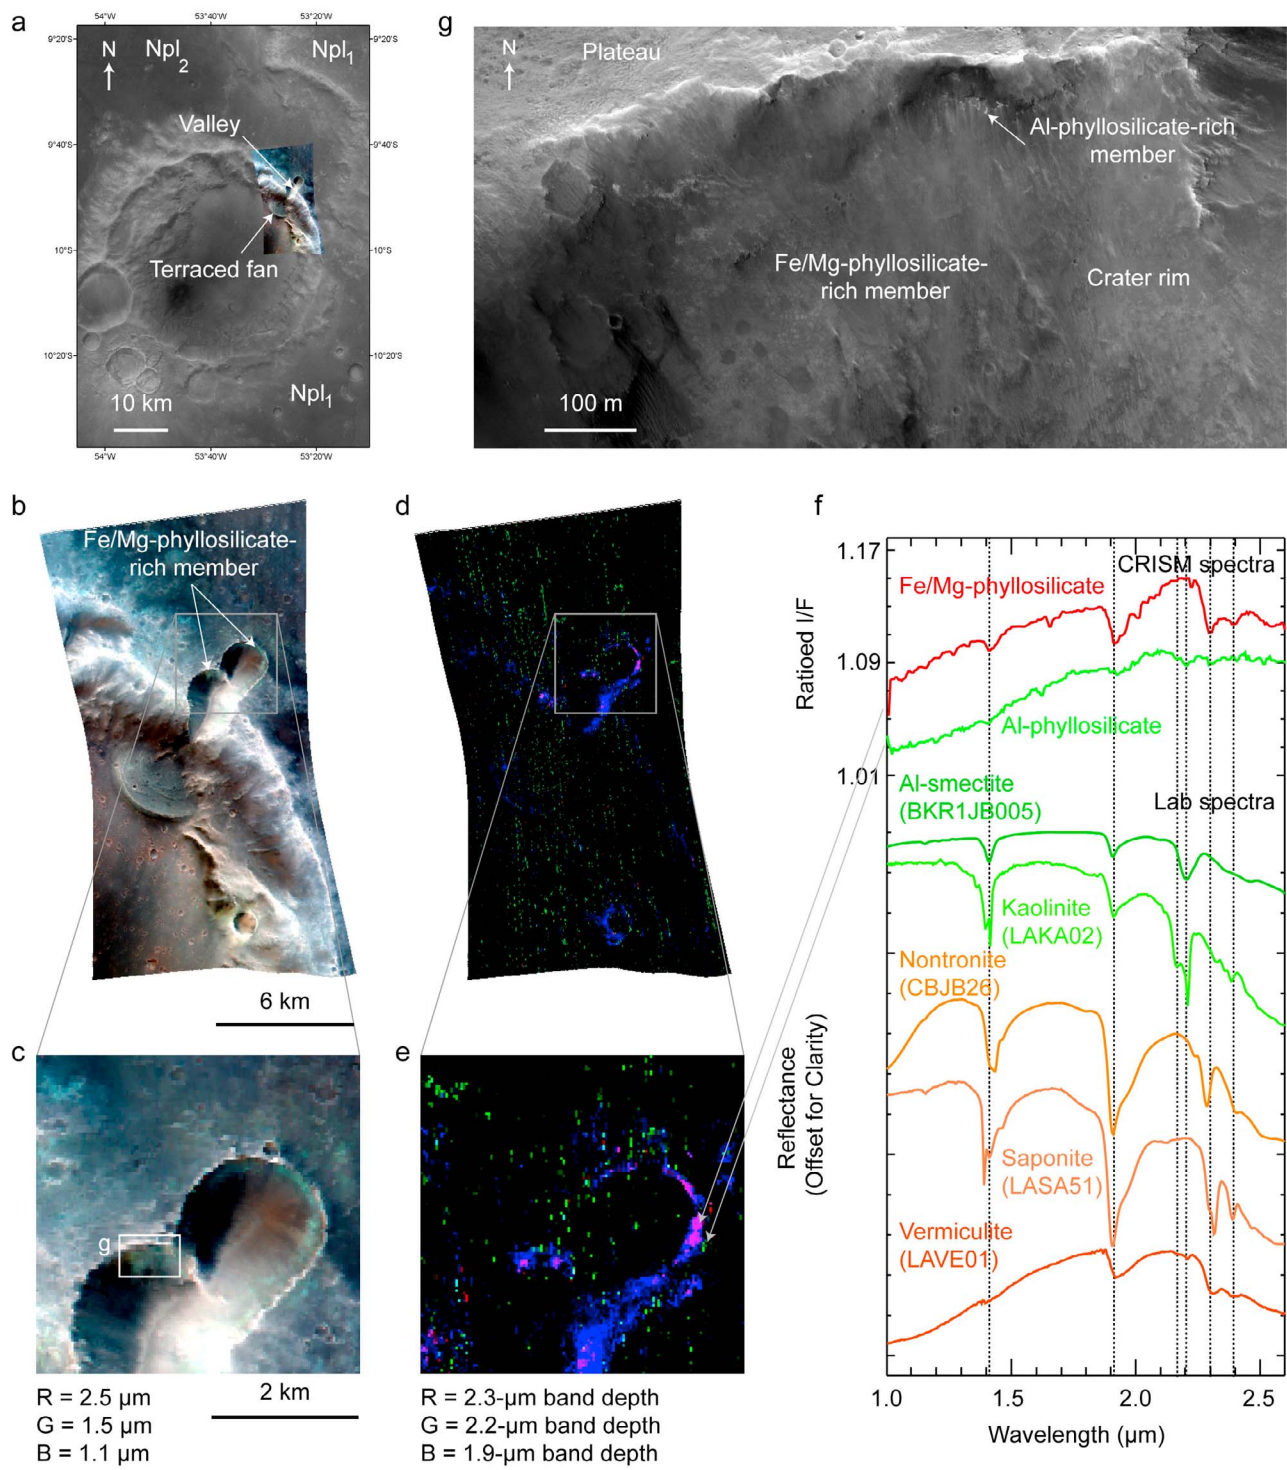 a
54°W
53°40'W
53°20'W
9°20'S
9°20'S
N
Npl2
Npl1
Valley
9°40'S
9°40'S
10°S
10°S
Terraced fan
10°20'S
10°20'S
Npl1
10 km
54°W
53°40'W
53°20'W
g
N
Plateau
Al-phyllosilicate-rich
member
Fe/Mg-phyllosilicate-
rich member
Crater rim
100 m
b
Fe/Mg-phyllosilicate-
rich member
6 km
d
c
g
R = 2.5 µm
G = 1.5 µm
B = 1.1 µm
2 km
e
R = 2.3-µm band depth
G = 2.2-µm band depth
B = 1.9-µm band depth
f
1.17
CRISM spectra
Fe/Mg-phyllosilicate
Ratioed I/F
1.09
Al-phyllosilicate
1.01
Al-smectite
(BKR1JB005)
Lab spectra
Kaolinite
(LAKA02)
Nontronite
(CBJB26)
Reflectance
(Offset for Clarity)
Saponite
(LASA51)
Vermiculite
(LAVE01)
1.0
1.5
2.0
2.5
Wavelength (µm)